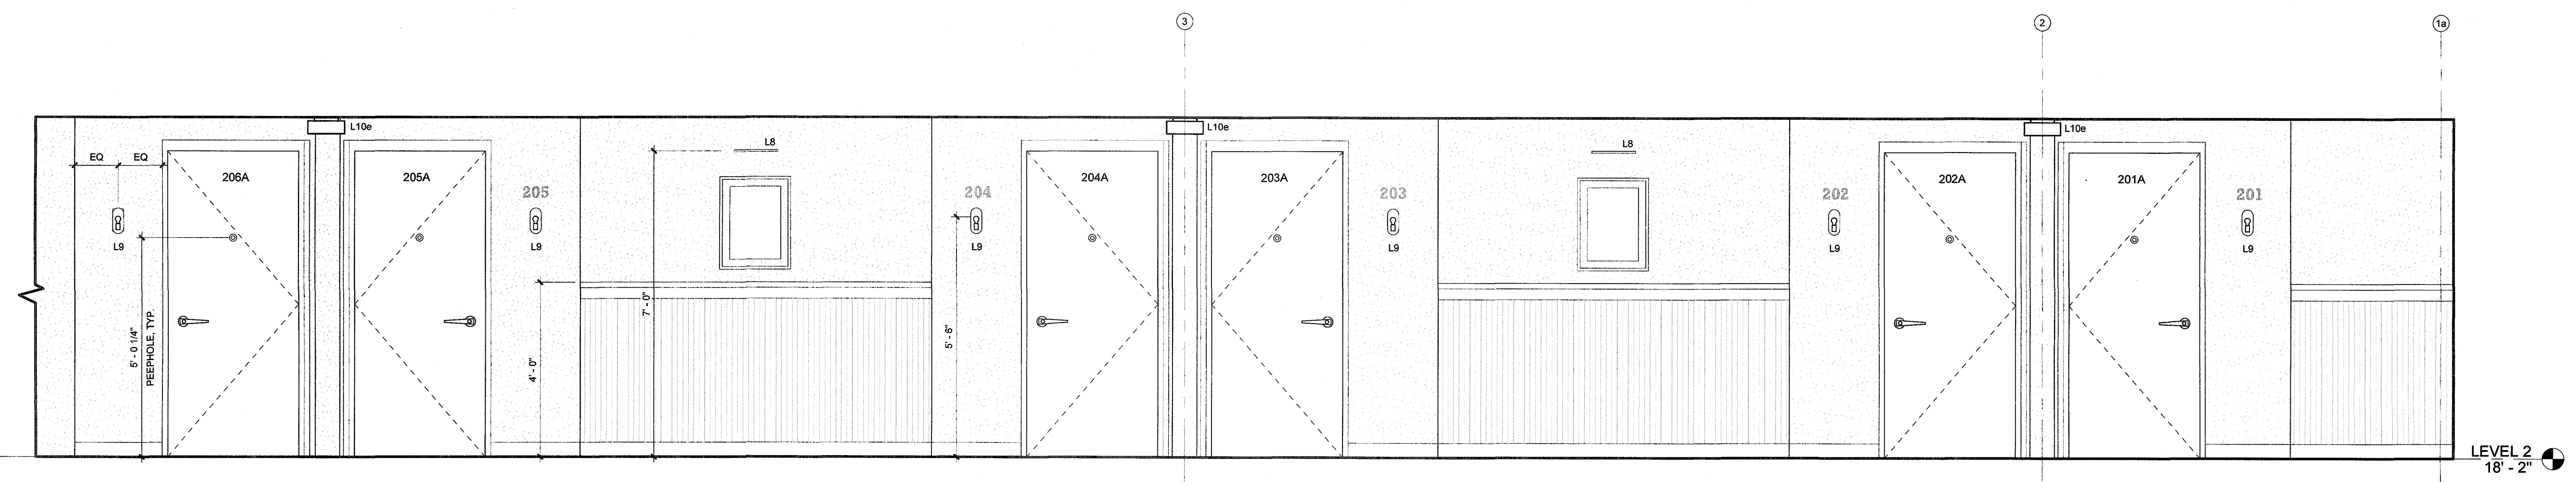 3
2
1a
L10e
L10e
L10e
L8
L8
EQ
EQ
206A
205A
204A
203A
202A
201A
205
204
203
202
201
L9
L9
L9
L9
L9
L9
5' - 0 1/4"
PEEPHOLE, TYP.
4' - 0"
7' - 0"
5' - 6"
LEVEL 2
18' - 2"